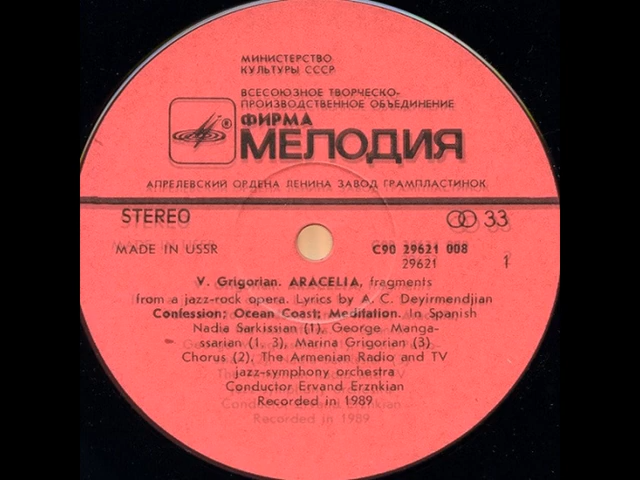 МИНИСТЕРСТВО
КУЛЬТУРЫ СССР
ВСЕСОЮЗНОЕ ТВОРЧЕСКО-
ПРОИЗВОДСТВЕННОЕ ОБЪЕДИНЕНИЕ
ФИРМА
МЕЛОДИЯ
АПРЕЛЕВСКИЙ ОРДЕНА ЛЕНИНА ЗАВОД ГРАМПЛАСТИНОК
STEREO 33
MADE IN USSR С90 29621 008
29621 1
V. Grigorian. ARACELIA, fragments
from a jazz-rock opera. Lyrics by A. C. Deyirmendjian
Confession; Ocean Coast; Meditation. In Spanish
Nadia Sarkissian (1), George Manga-
ssarian (1, 3), Marina Grigorian (3)
Chorus (2), The Armenian Radio and TV
jazz-symphony orchestra
Conductor Ervand Erznkian
Recorded in 1989